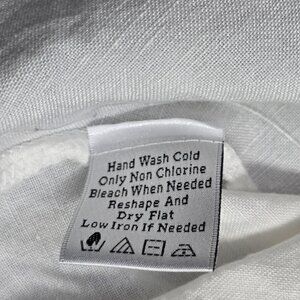 Hand Wash Cold
Only Non Chlorine
Bleach When Needed
Reshape And
Dry Flat
Low Iron If Needed